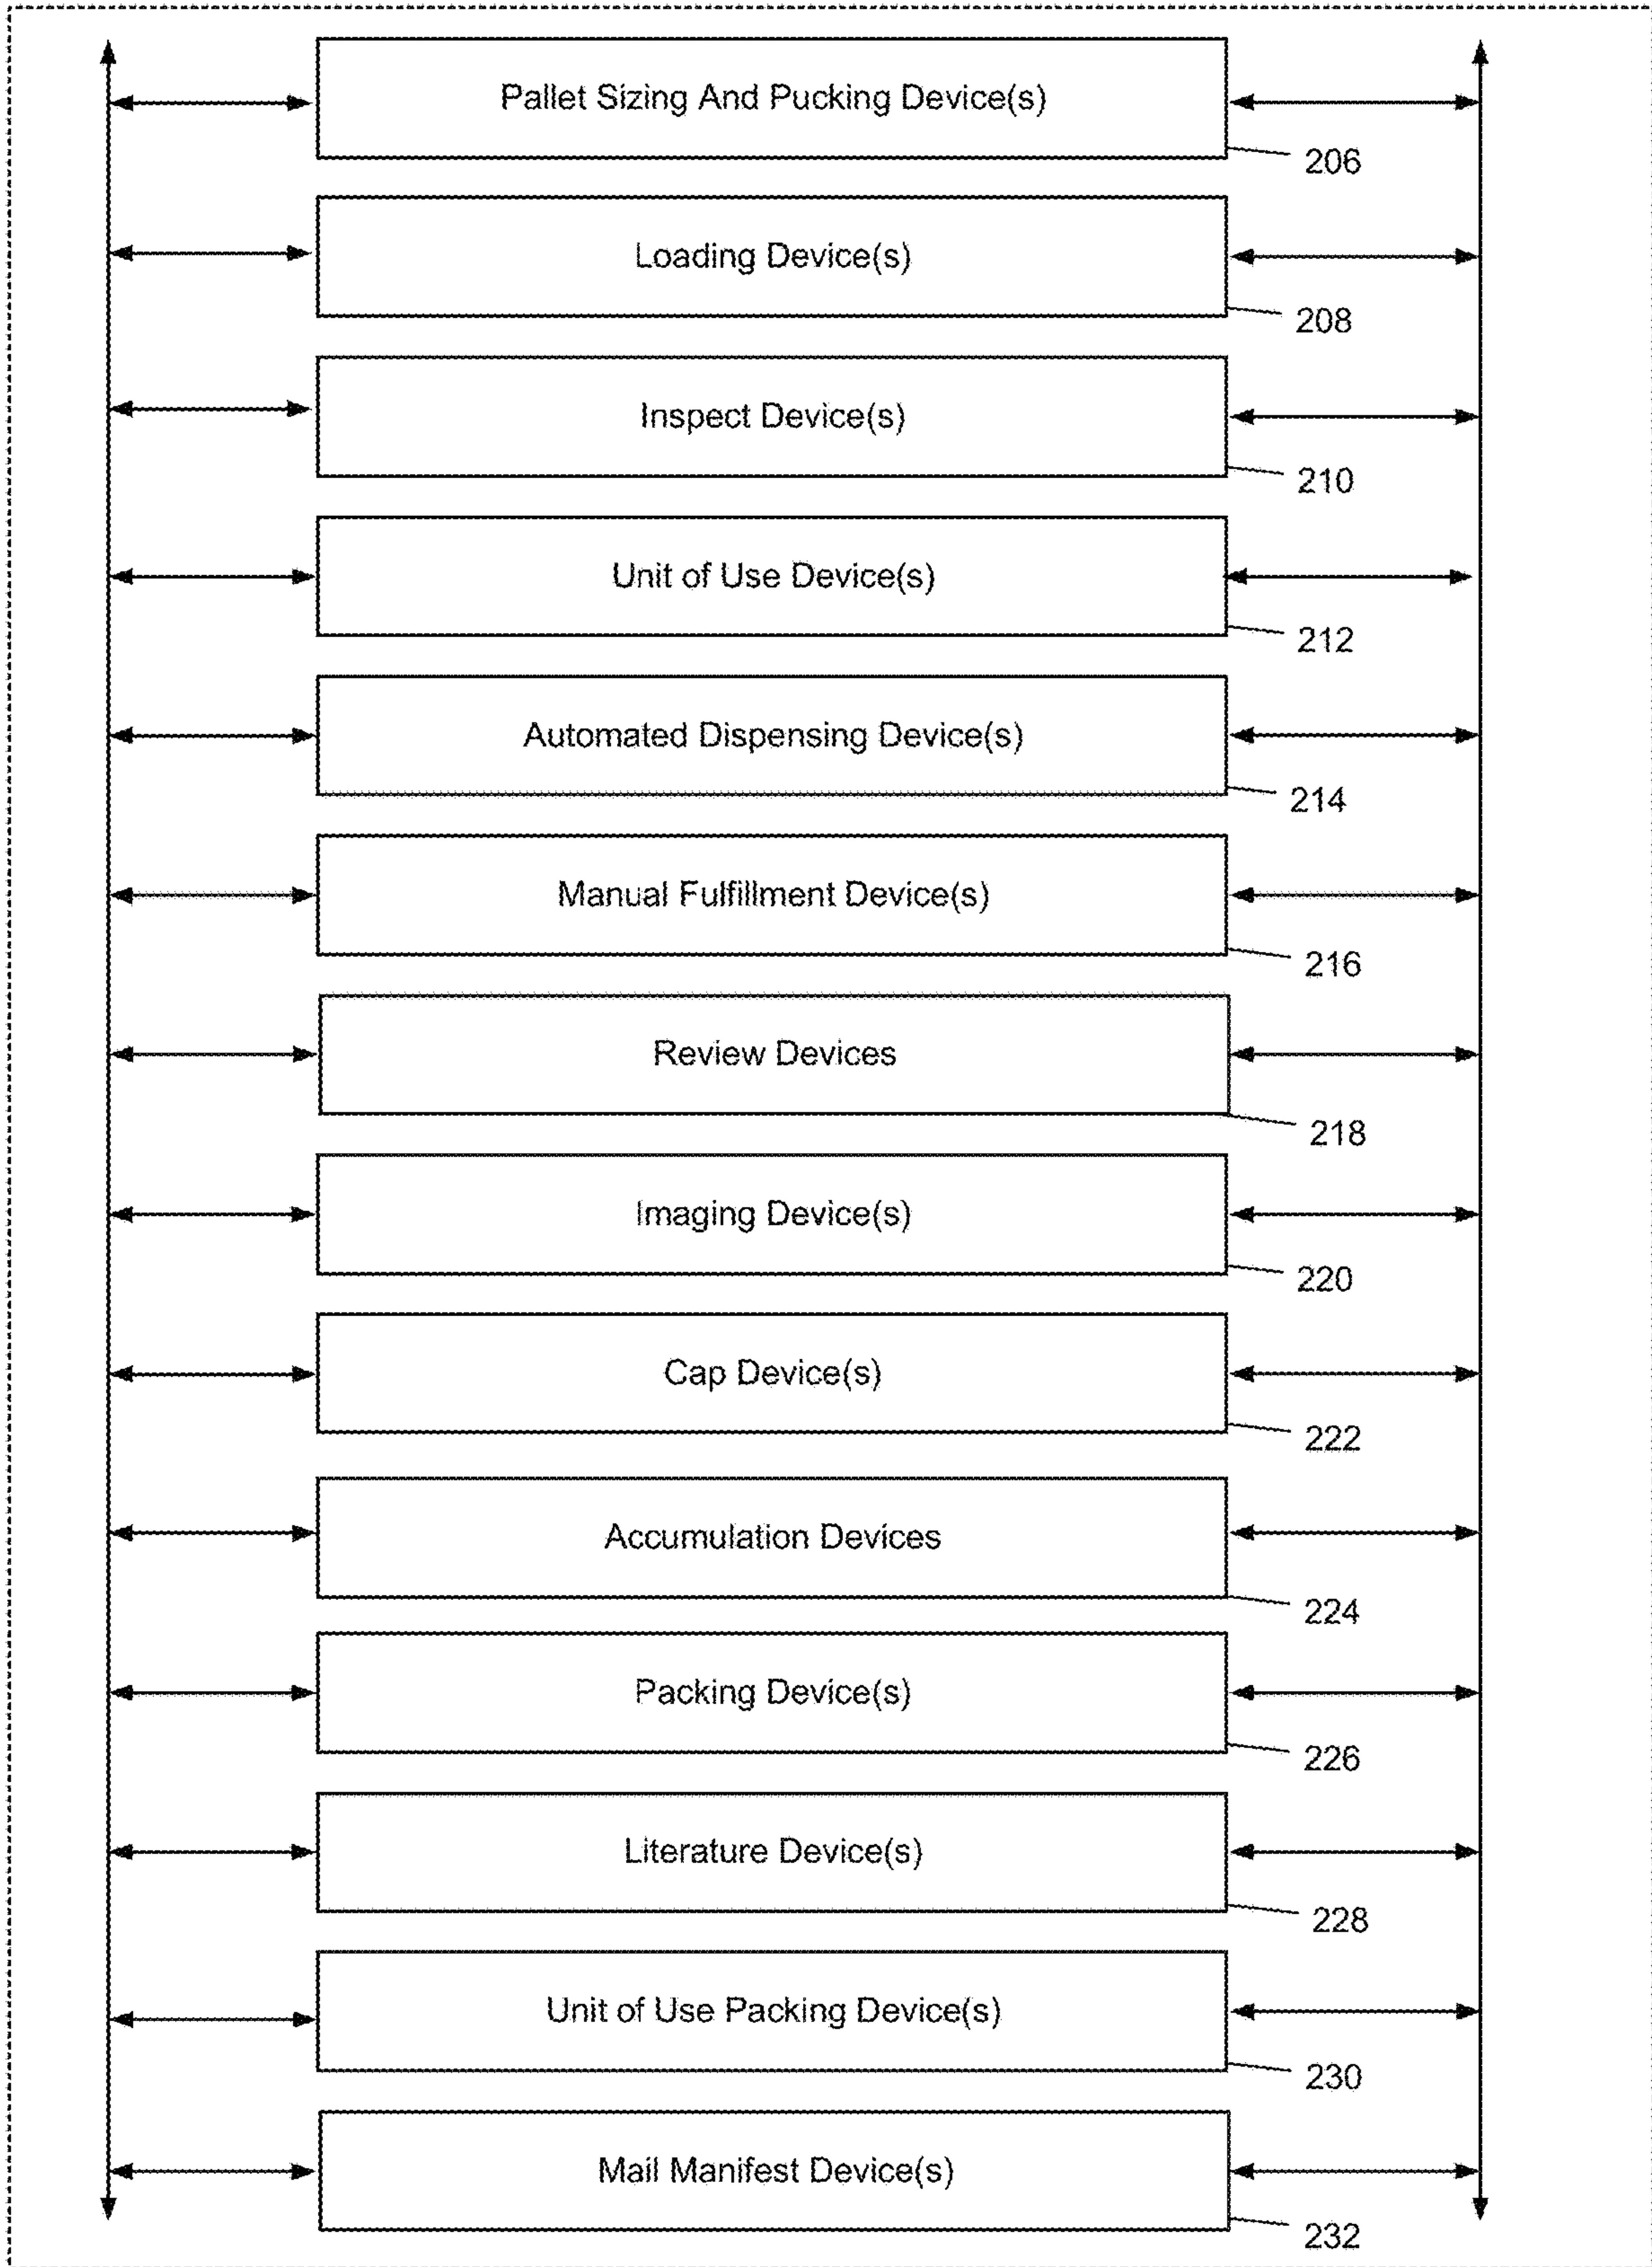 Pallet Sizing And Pucking Device(s)
206
Loading Device(s)
208
Inspect Device(s)
210
Unit of Use Device(s)
212
Automated Dispensing Device(s)
214
Manual Fulfillment Device(s)
216
Review Devices
218
Imaging Device(s)
220
Cap Device(s)
222
Accumulation Devices
224
Packing Device(s)
226
Literature Device(s)
228
Unit of Use Packing Device(s)
230
Mail Manifest Device(s)
232